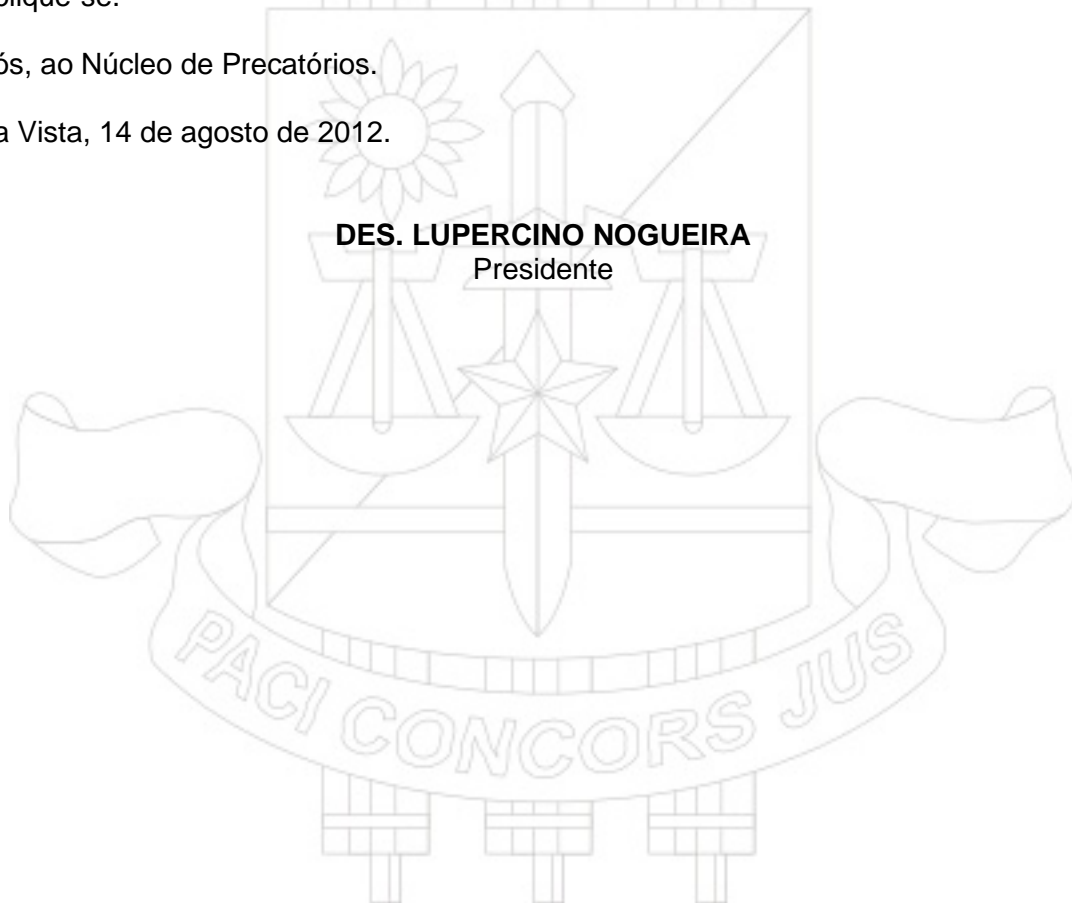 plique-se.
ós, ao Núcleo de Precatórios.
a Vista, 14 de agosto de 2012.
DES. LUPERCINO NOGUEIRA
Presidente
PACI CONCORS JUS